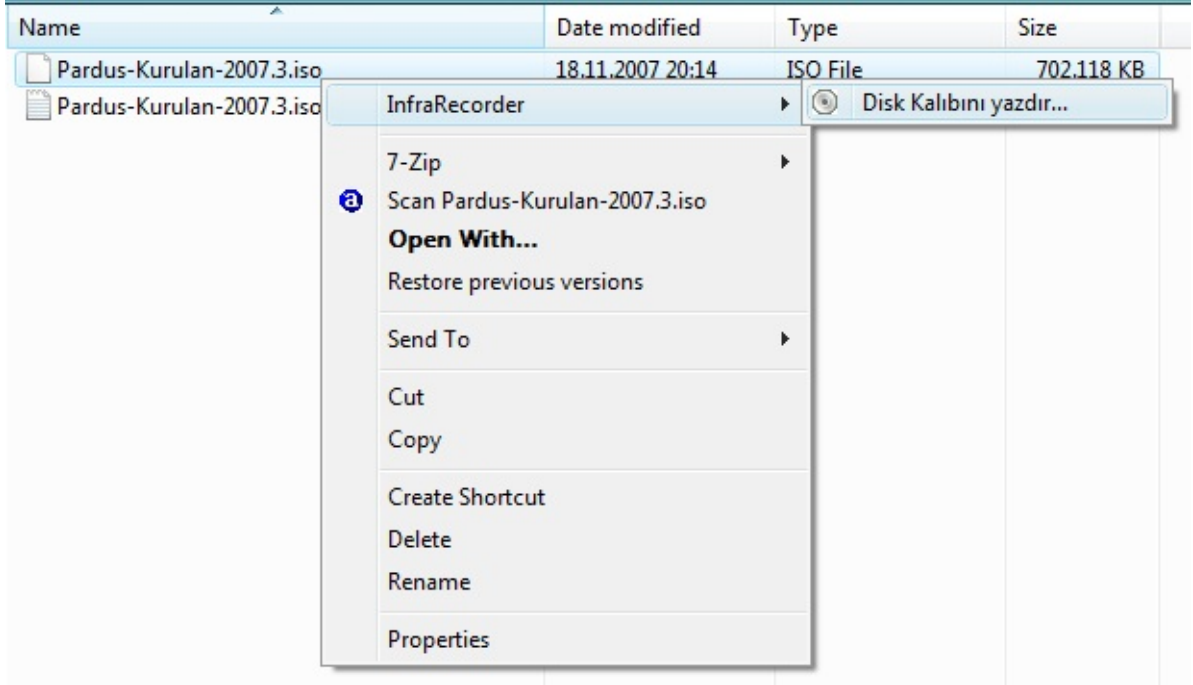 Name Date modified Type Size
Pardus-Kurulan-2007.3.iso 18.11.2007 20:14 ISO File 702.118 KB
Pardus-Kurulan-2007.3.iso
InfraRecorder
Disk Kalıbını yazdır...
7-Zip
Scan Pardus-Kurulan-2007.3.iso
Open With...
Restore previous versions
Send To
Cut
Copy
Create Shortcut
Delete
Rename
Properties